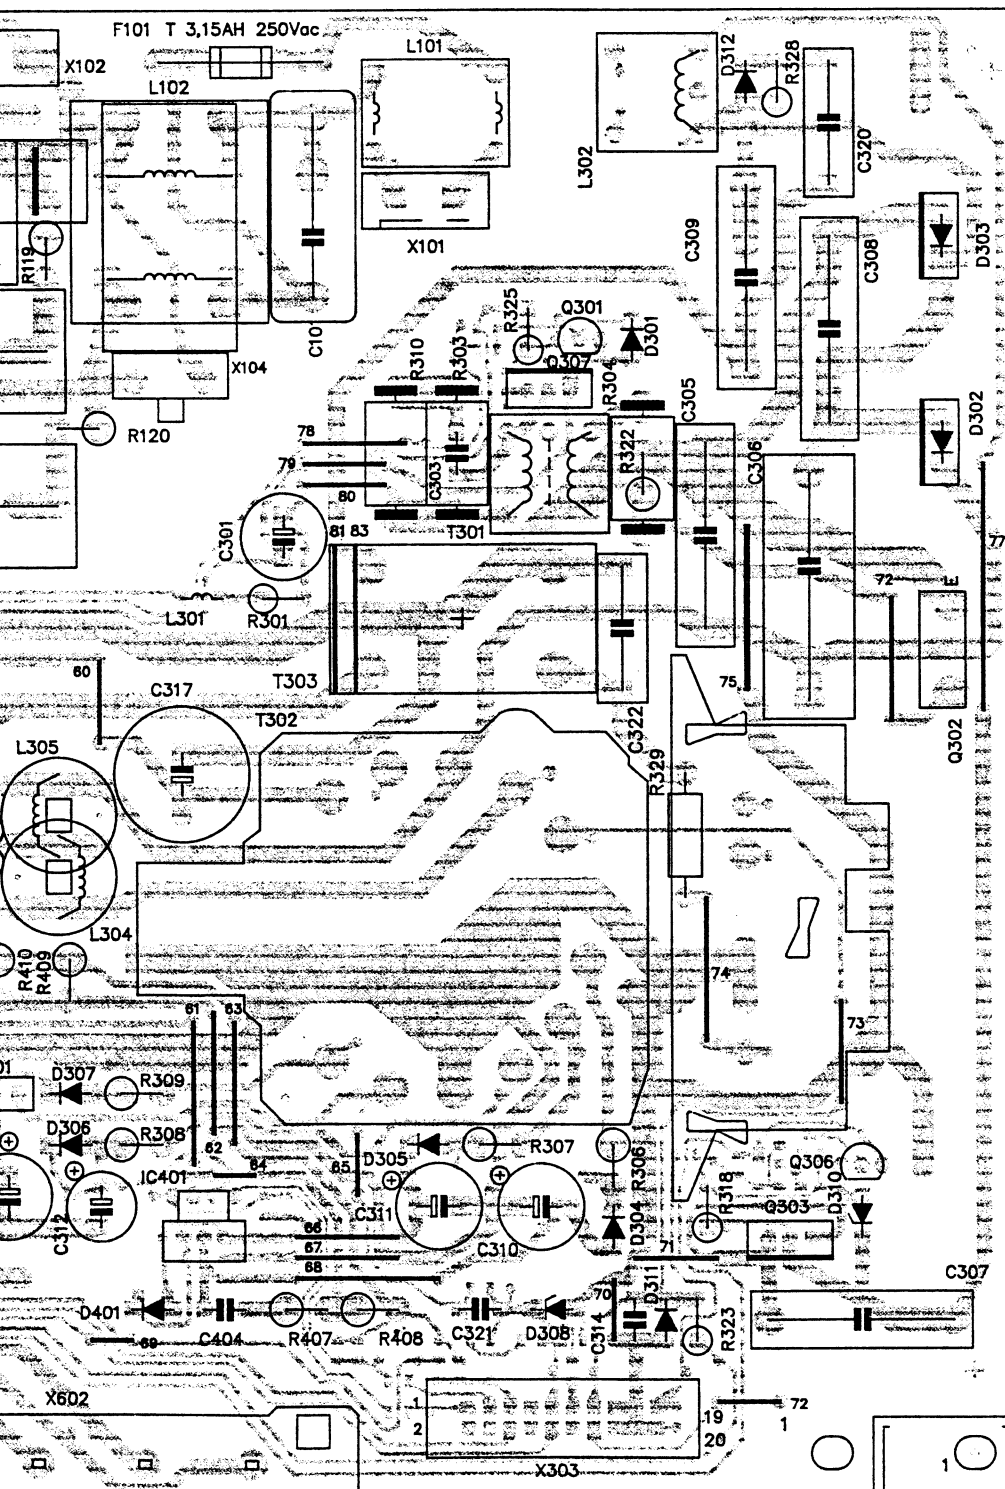 F101 T 3,15AH 250Vac
X102
L101
L102
D312
R328
C320
L302
X101
C309
C308
D303
R119
C101
R325
Q301
D301
X104
R310
R303
Q307
R304
C305
R120
78
79
80
C303
R322
C306
D302
C301
81 83
T301
77
72
E
L301
R301
60
C317
T303
75
T302
C322
Q302
L305
R329
L304
R410
R409
74
61
63
73
01
D307
R309
D306
R308
62
64
65
D305
R307
R306
Q306
IC401
R318
D310
C312
C311
D304
Q303
66
C310
67
71
68
C307
D401
70
D311
69
C404
R407
R408
C321
D308
C314
R323
X602
1
2
19
20
72
1
X303
1